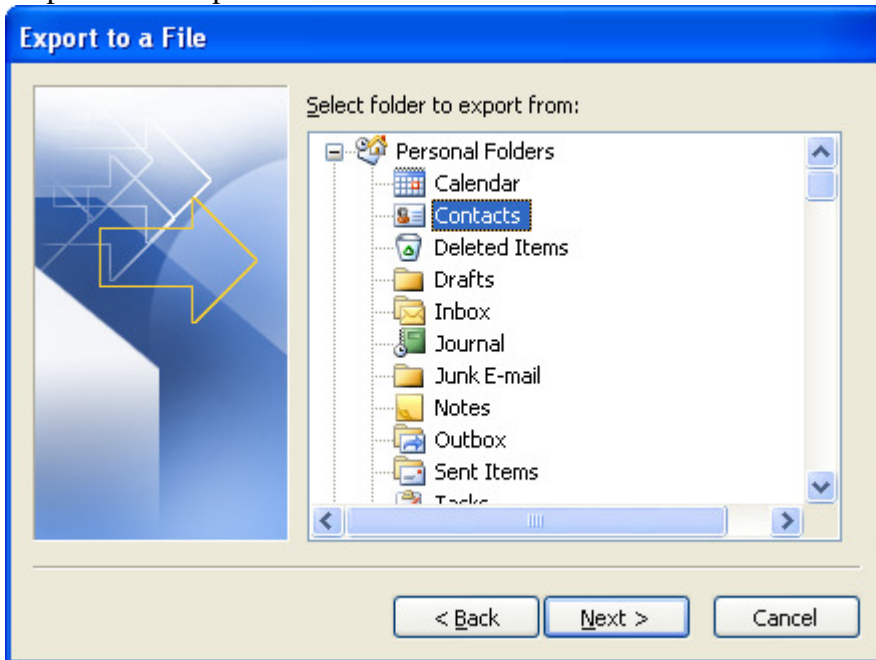 Export to a File
Select folder to export from:
Personal Folders
Calendar
Contacts
Deleted Items
Drafts
Inbox
Journal
Junk E-mail
Notes
Outbox
Sent Items
Tasks
< Back Next > Cancel